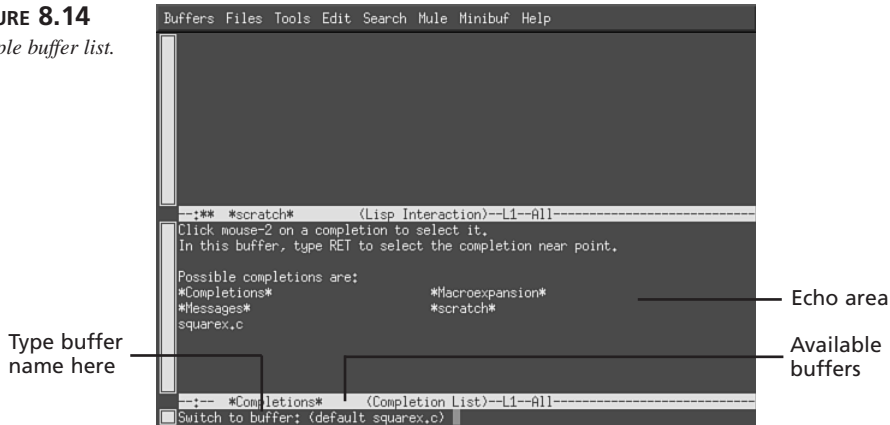 URE 8.14
ple buffer list.
Buffers Files Tools Edit Search Mule Minibuf Help
--:** *scratch* (Lisp Interaction)--L1--All----------------------------
Click mouse-2 on a completion to select it.
In this buffer, type RET to select the completion near point.
Possible completions are:
*Completions* *Macroexpansion*
*Messages* *scratch*
squarex.c
Echo area
Type buffer
name here
Available
buffers
--:-- *Completions* (Completion List)--L1--All----------------------------
Switch to buffer: (default squarex.c)